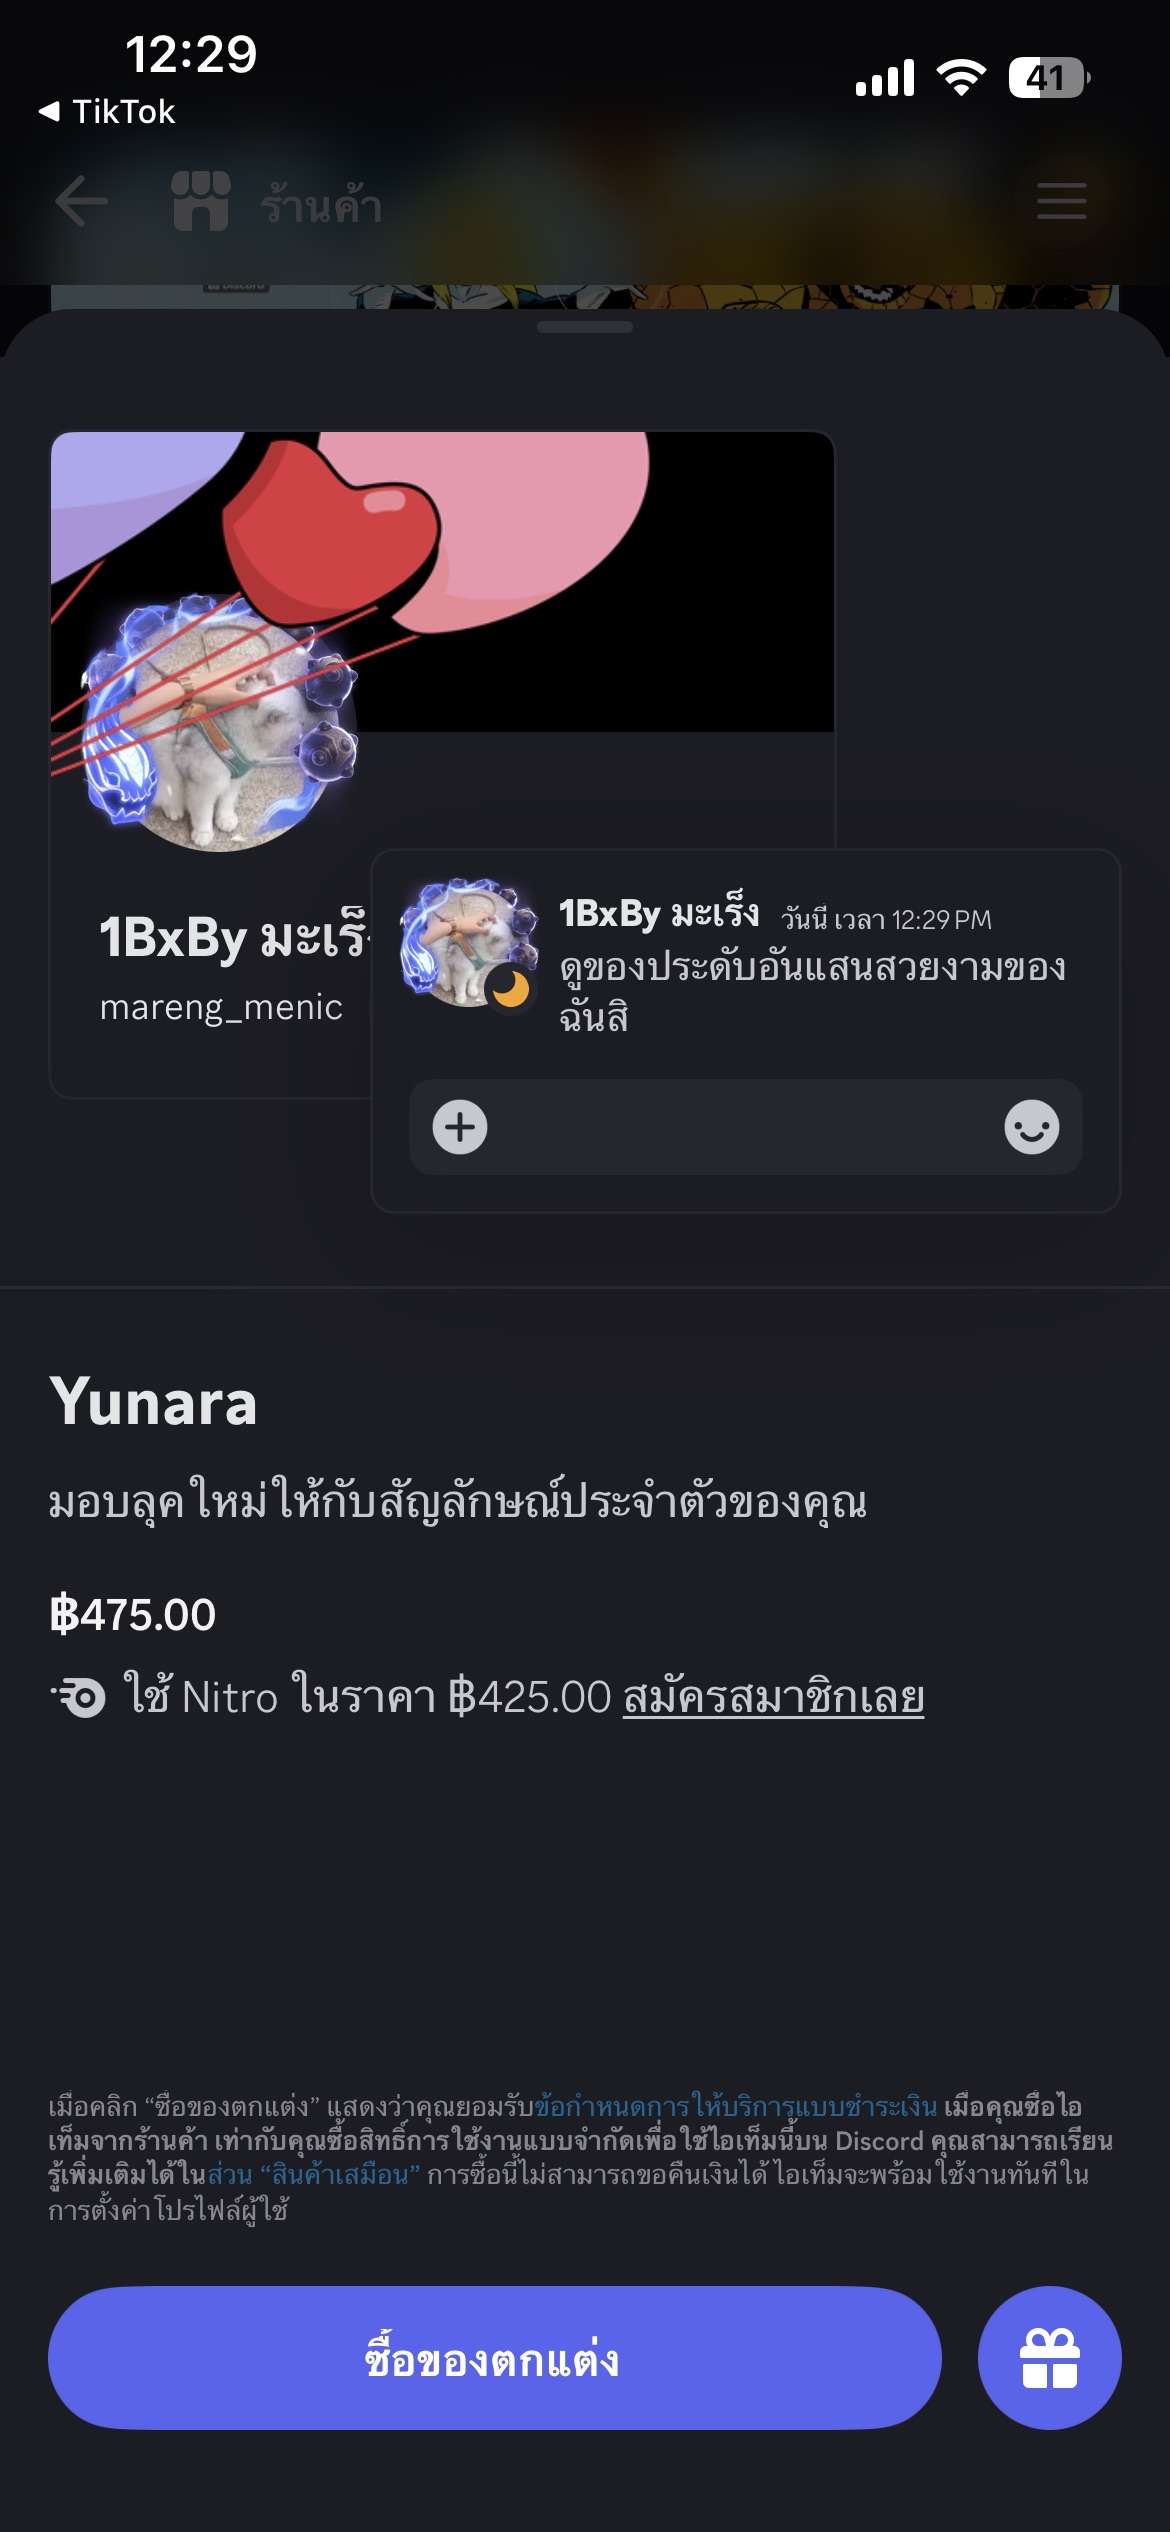 12:29
41
TikTok
ร้านค้า
1BxBy มะเร็ง
mareng_menic
1BxBy มะเร็ง วันนี้ เวลา 12:29 PM
ดูของประดับอันแสนสวยงามของ
ฉันสิ
Yunara
มอบลุคใหม่ให้กับสัญลักษณ์ประจำตัวของคุณ
฿475.00
ใช้ Nitro ในราคา ฿425.00 สมัครสมาชิกเลย
เมื่อคลิก “ซื้อของตกแต่ง” แสดงว่าคุณยอมรับข้อกำหนดการให้บริการแบบชำระเงิน เมื่อคุณซื้อไอ
เท็มจากร้านค้า เท่ากับคุณซื้อสิทธิ์การใช้งานแบบจำกัดเพื่อใช้ไอเท็มนี้บน Discord คุณสามารถเรียน
รู้เพิ่มเติมได้ในส่วน “สินค้าเสมือน” การซื้อนี้ไม่สามารถขอคืนเงินได้ ไอเท็มจะพร้อมใช้งานทันทีใน
การตั้งค่าโปรไฟล์ผู้ใช้
ซื้อของตกแต่ง